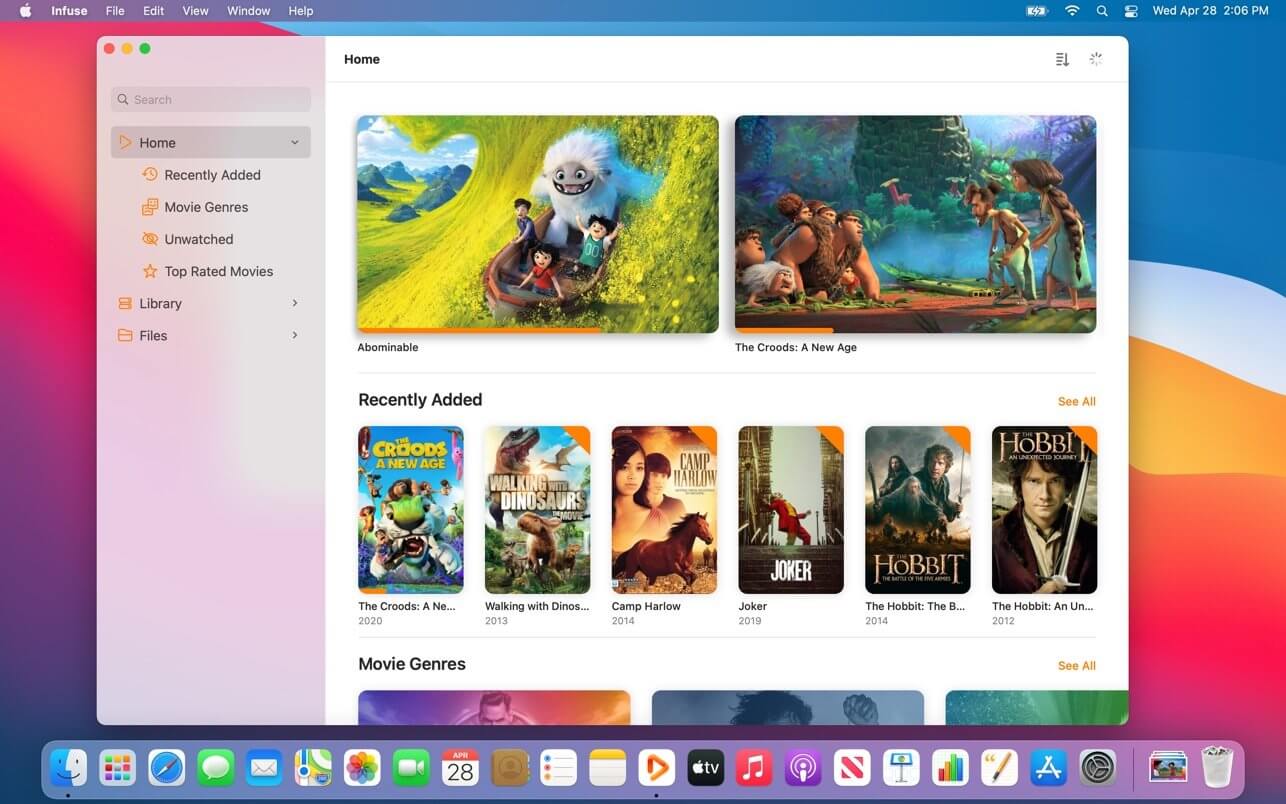 Infuse File Edit View Window Help Wed Apr 28 2:06 PM
Home
Search
Home
Recently Added
Movie Genres
Unwatched
Top Rated Movies
Library
Files
Abominable
The Croods: A New Age
Recently Added
See All
THE
CROODS
A NEW AGE
WALKING WITH
DINOSAURS
THE MOVIE
CAMP
HARLOW
JOKER
THE
HOBBIT
THE BATTLE OF THE FIVE ARMIES
THE
HOBBIT
AN UNEXPECTED JOURNEY
The Croods: A Ne...
2020
Walking with Dinos...
2013
Camp Harlow
2014
Joker
2019
The Hobbit: The B...
2014
The Hobbit: An Un...
2012
Movie Genres
See All
APR
28
tv